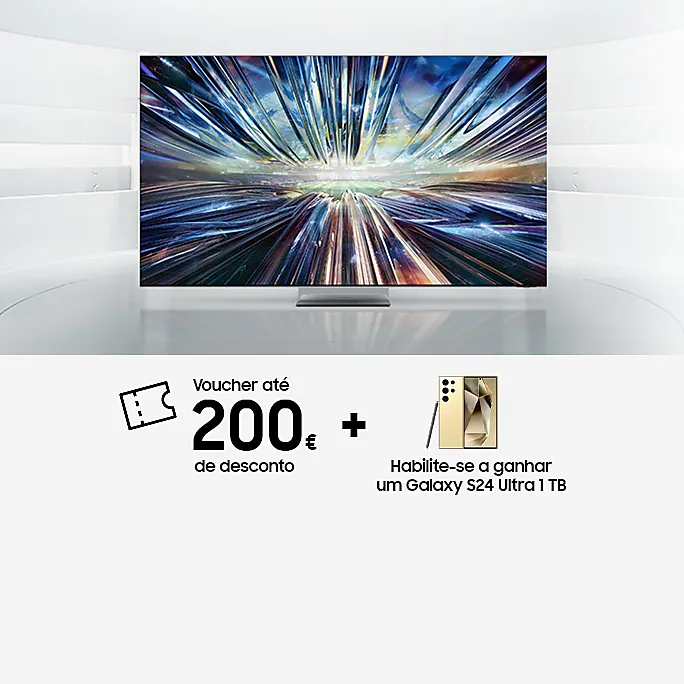 Voucher até
200€
de desconto
+
Habilite-se a ganhar
um Galaxy S24 Ultra 1 TB